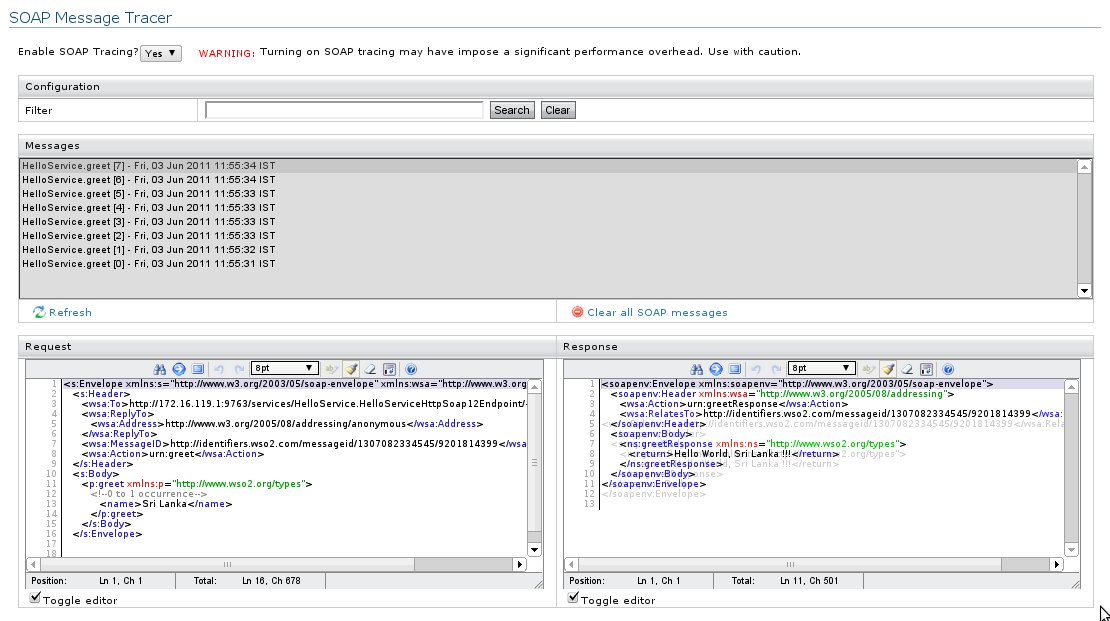 SOAP Message Tracer
Enable SOAP Tracing? Yes ▼ WARNING: Turning on SOAP tracing may have impose a significant performance overhead. Use with caution.
Configuration
Filter Search Clear
Messages
HelloService.greet [7] - Fri, 03 Jun 2011 11:55:34 IST
HelloService.greet [6] - Fri, 03 Jun 2011 11:55:34 IST
HelloService.greet [5] - Fri, 03 Jun 2011 11:55:33 IST
HelloService.greet [4] - Fri, 03 Jun 2011 11:55:33 IST
HelloService.greet [3] - Fri, 03 Jun 2011 11:55:33 IST
HelloService.greet [2] - Fri, 03 Jun 2011 11:55:33 IST
HelloService.greet [1] - Fri, 03 Jun 2011 11:55:32 IST
HelloService.greet [0] - Fri, 03 Jun 2011 11:55:31 IST
Refresh
Clear all SOAP messages
Request
8pt
1 <s:Envelope xmlns:s="http://www.w3.org/2003/05/soap-envelope" xmlns:wsa="http://www.w3.org
2 <s:Header>
3 <wsa:To>http://172.16.119.1:9763/services/HelloService.HelloServiceHttpSoap12Endpoint/
4 <wsa:ReplyTo>
5 <wsa:Address>http://www.w3.org/2005/08/addressing/anonymous</wsa:Address>
6 </wsa:ReplyTo>
7 <wsa:MessageID>http://identifiers.wso2.com/messageid/1307082334545/9201814399</wsa
8 <wsa:Action>urn:greet</wsa:Action>
9 </s:Header>
10 <s:Body>
11 <p:greet xmlns:p="http://www.wso2.org/types">
12 <!--0 to 1 occurrence-->
13 <name>Sri Lanka</name>
14 </p:greet>
15 </s:Body>
16 </s:Envelope>
17
18
Position: Ln 1, Ch 1 Total: Ln 16, Ch 678
Toggle editor
Response
8pt
1 <soapenv:Envelope xmlns:soapenv="http://www.w3.org/2003/05/soap-envelope">
2 <soapenv:Header xmlns:wsa="http://www.w3.org/2005/08/addressing">
3 <wsa:Action>urn:greetResponse</wsa:Action>
4 <wsa:RelatesTo>http://identifiers.wso2.com/messageid/1307082334545/9201814399</wsa:
5 </soapenv:Header>
6 <soapenv:Body>
7 <ns:greetResponse xmlns:ns="http://www.wso2.org/types">
8 <return>Hello World, Sri Lanka !!!</return>
9 </ns:greetResponse>
10 </soapenv:Body>
11 </soapenv:Envelope>
12 </soapenv:Envelope>
13
Position: Ln 1, Ch 1 Total: Ln 11, Ch 501
Toggle editor